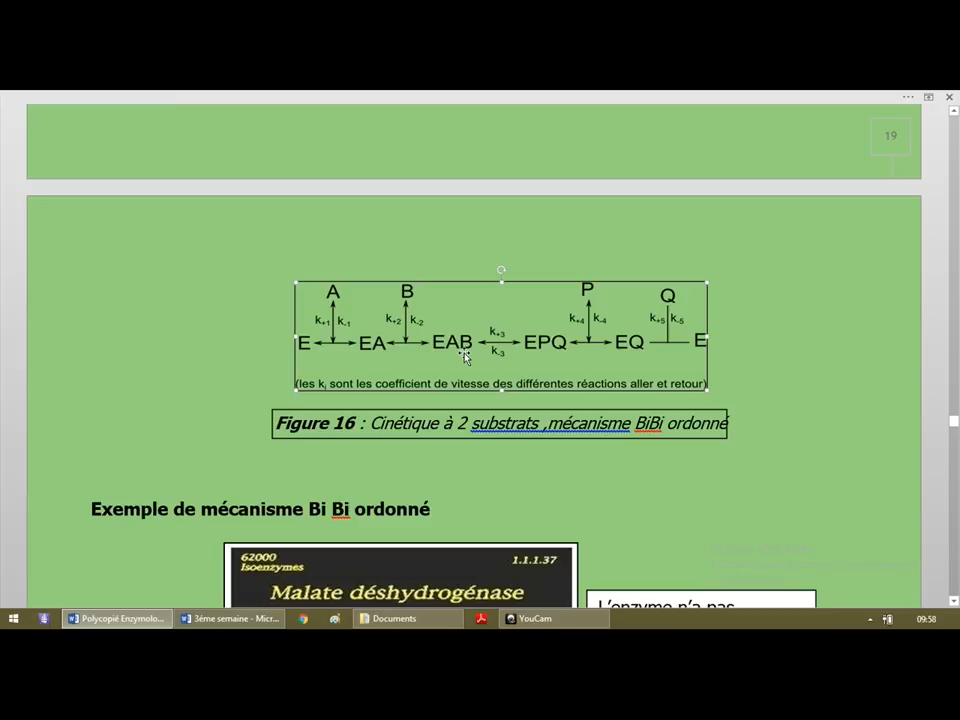 19
A B P Q
k+1 k-1 k+2 k-2 k+3 k+4 k-4 k+5 k-5
E EA EAB EPQ EQ E
k-3
(les ki sont les coefficient de vitesse des différentes réactions aller et retour)
Figure 16 : Cinétique à 2 substrats ,mécanisme BiBi ordonné
Exemple de mécanisme Bi Bi ordonné
62000 1.1.1.37
Isoenzymes
Malate déshydrogénase
L'enzyme n'a pas
Polycopié Enzymolo... 3éme semaine - Micr... Documents YouCam 09:58